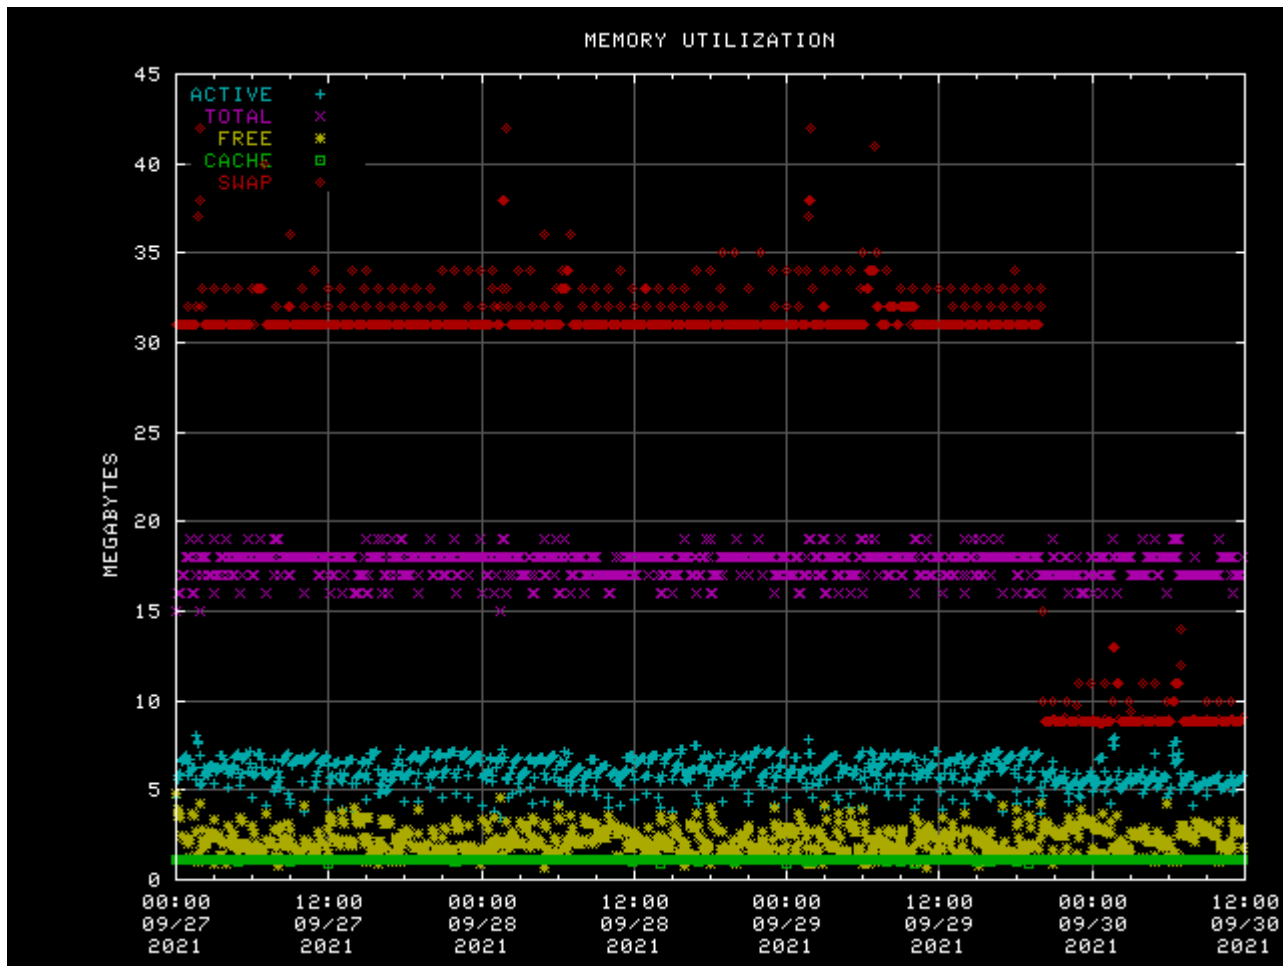 MEMORY UTILIZATION
45
ACTIVE
TOTAL
FREE
40
CACHE
SWAP
35
30
25
MEGABYTES
20
15
10
5
0
00:00 12:00 00:00 12:00 00:00 12:00 00:00 12:00
09/27 09/27 09/28 09/28 09/29 09/29 09/30 09/30
2021 2021 2021 2021 2021 2021 2021 2021